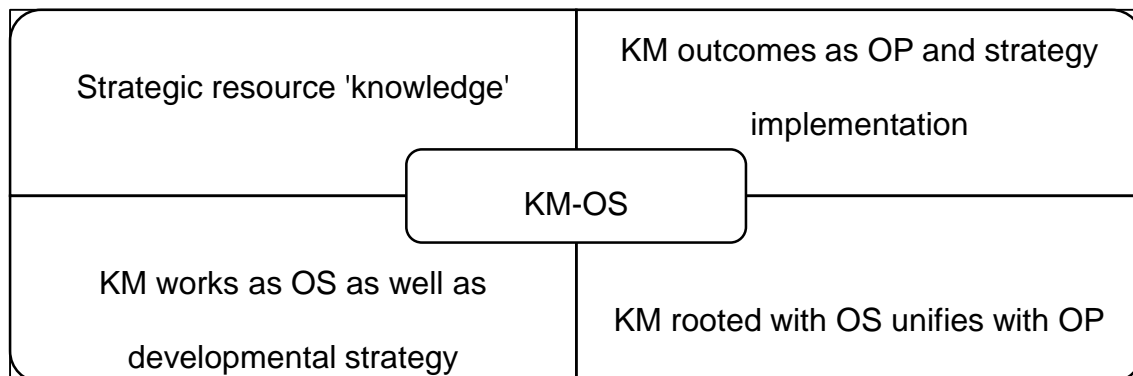 Strategic resource 'knowledge'
KM outcomes as OP and strategy
implementation
KM-OS
KM works as OS as well as
developmental strategy
KM rooted with OS unifies with OP